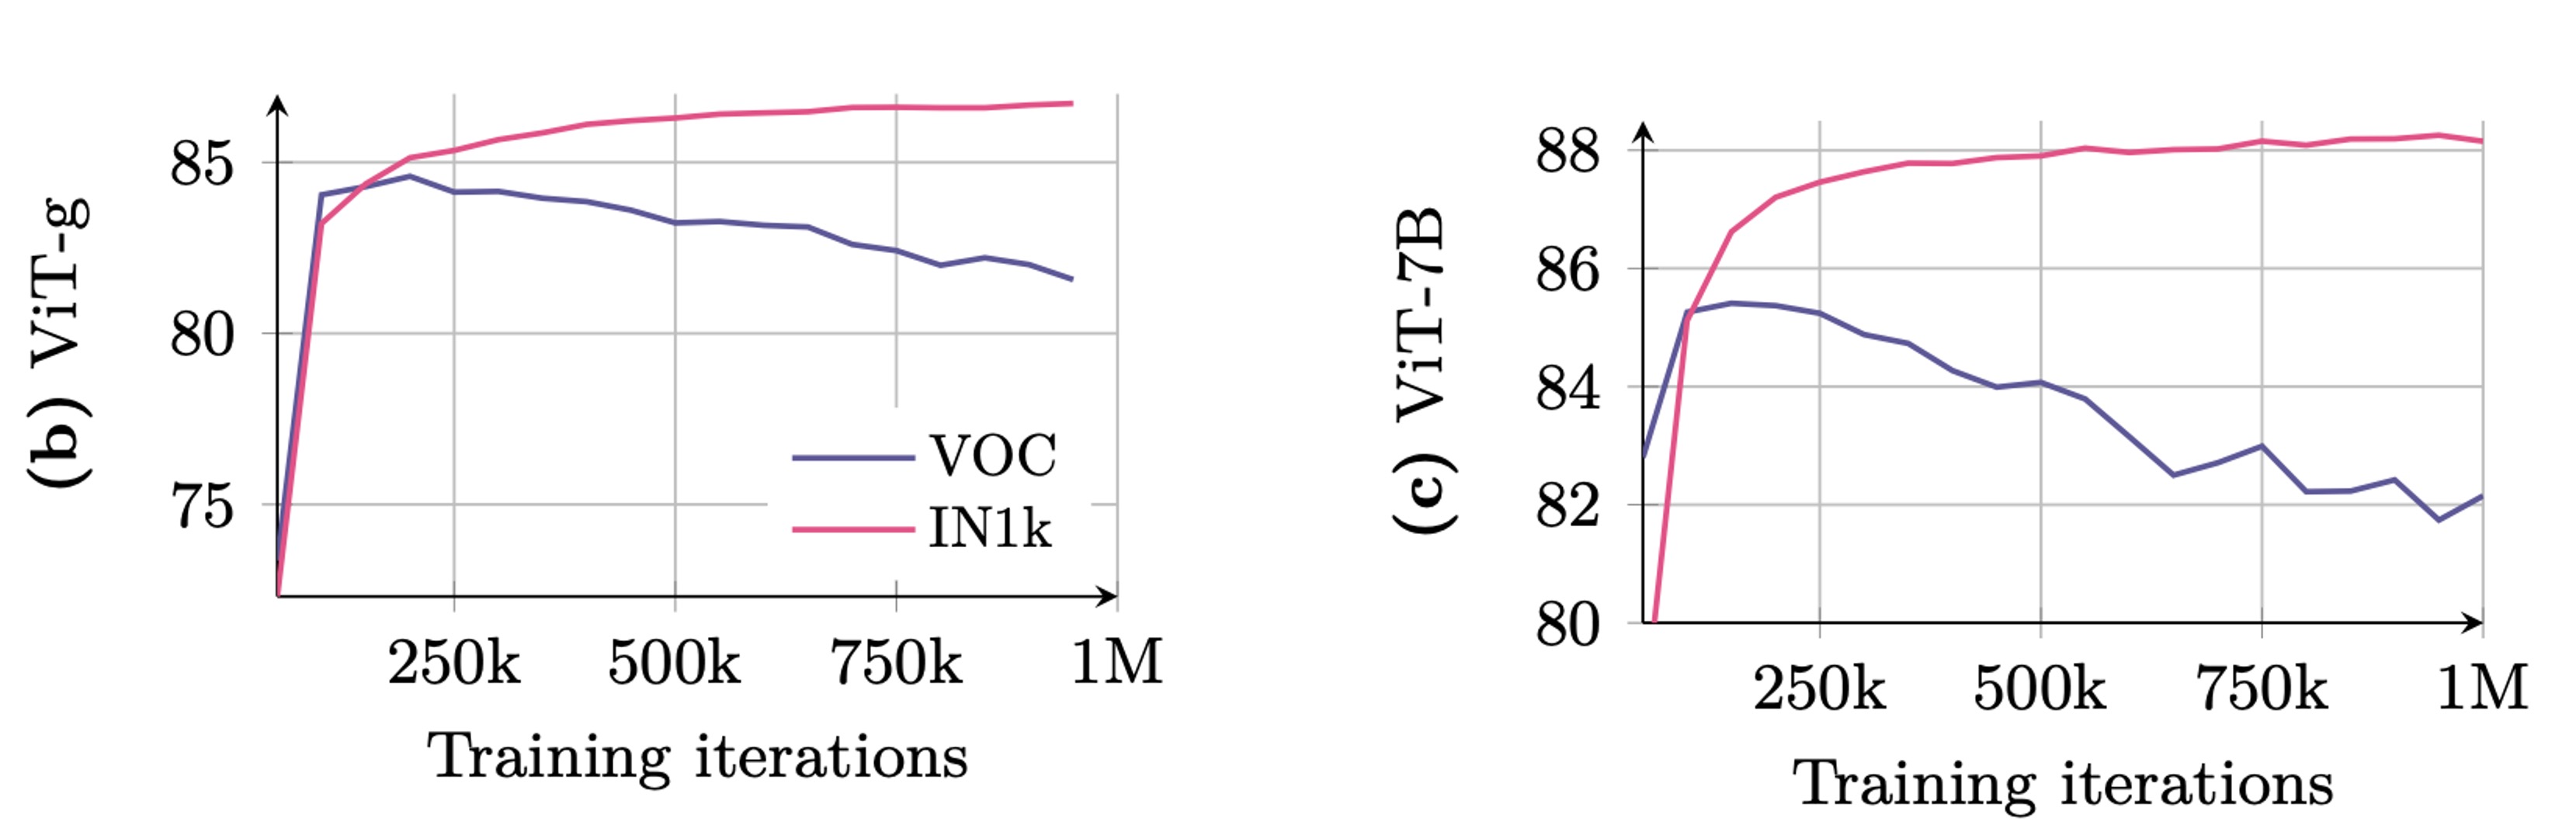 (b) ViT-g
85
80
75
VOC
IN1k
250k 500k 750k 1M
Training iterations
(c) ViT-7B
88
86
84
82
80
250k 500k 750k 1M
Training iterations